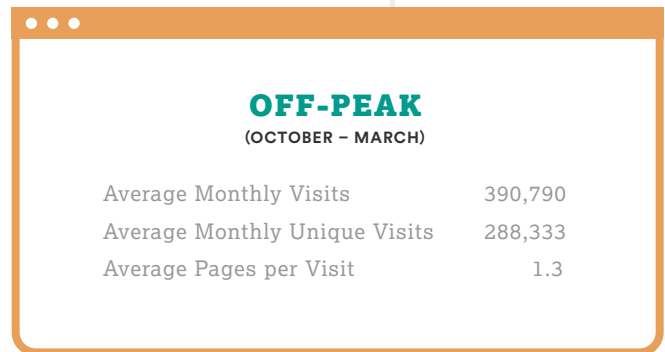 OFF-PEAK
(OCTOBER – MARCH)
Average Monthly Visits 390,790
Average Monthly Unique Visits 288,333
Average Pages per Visit 1.3